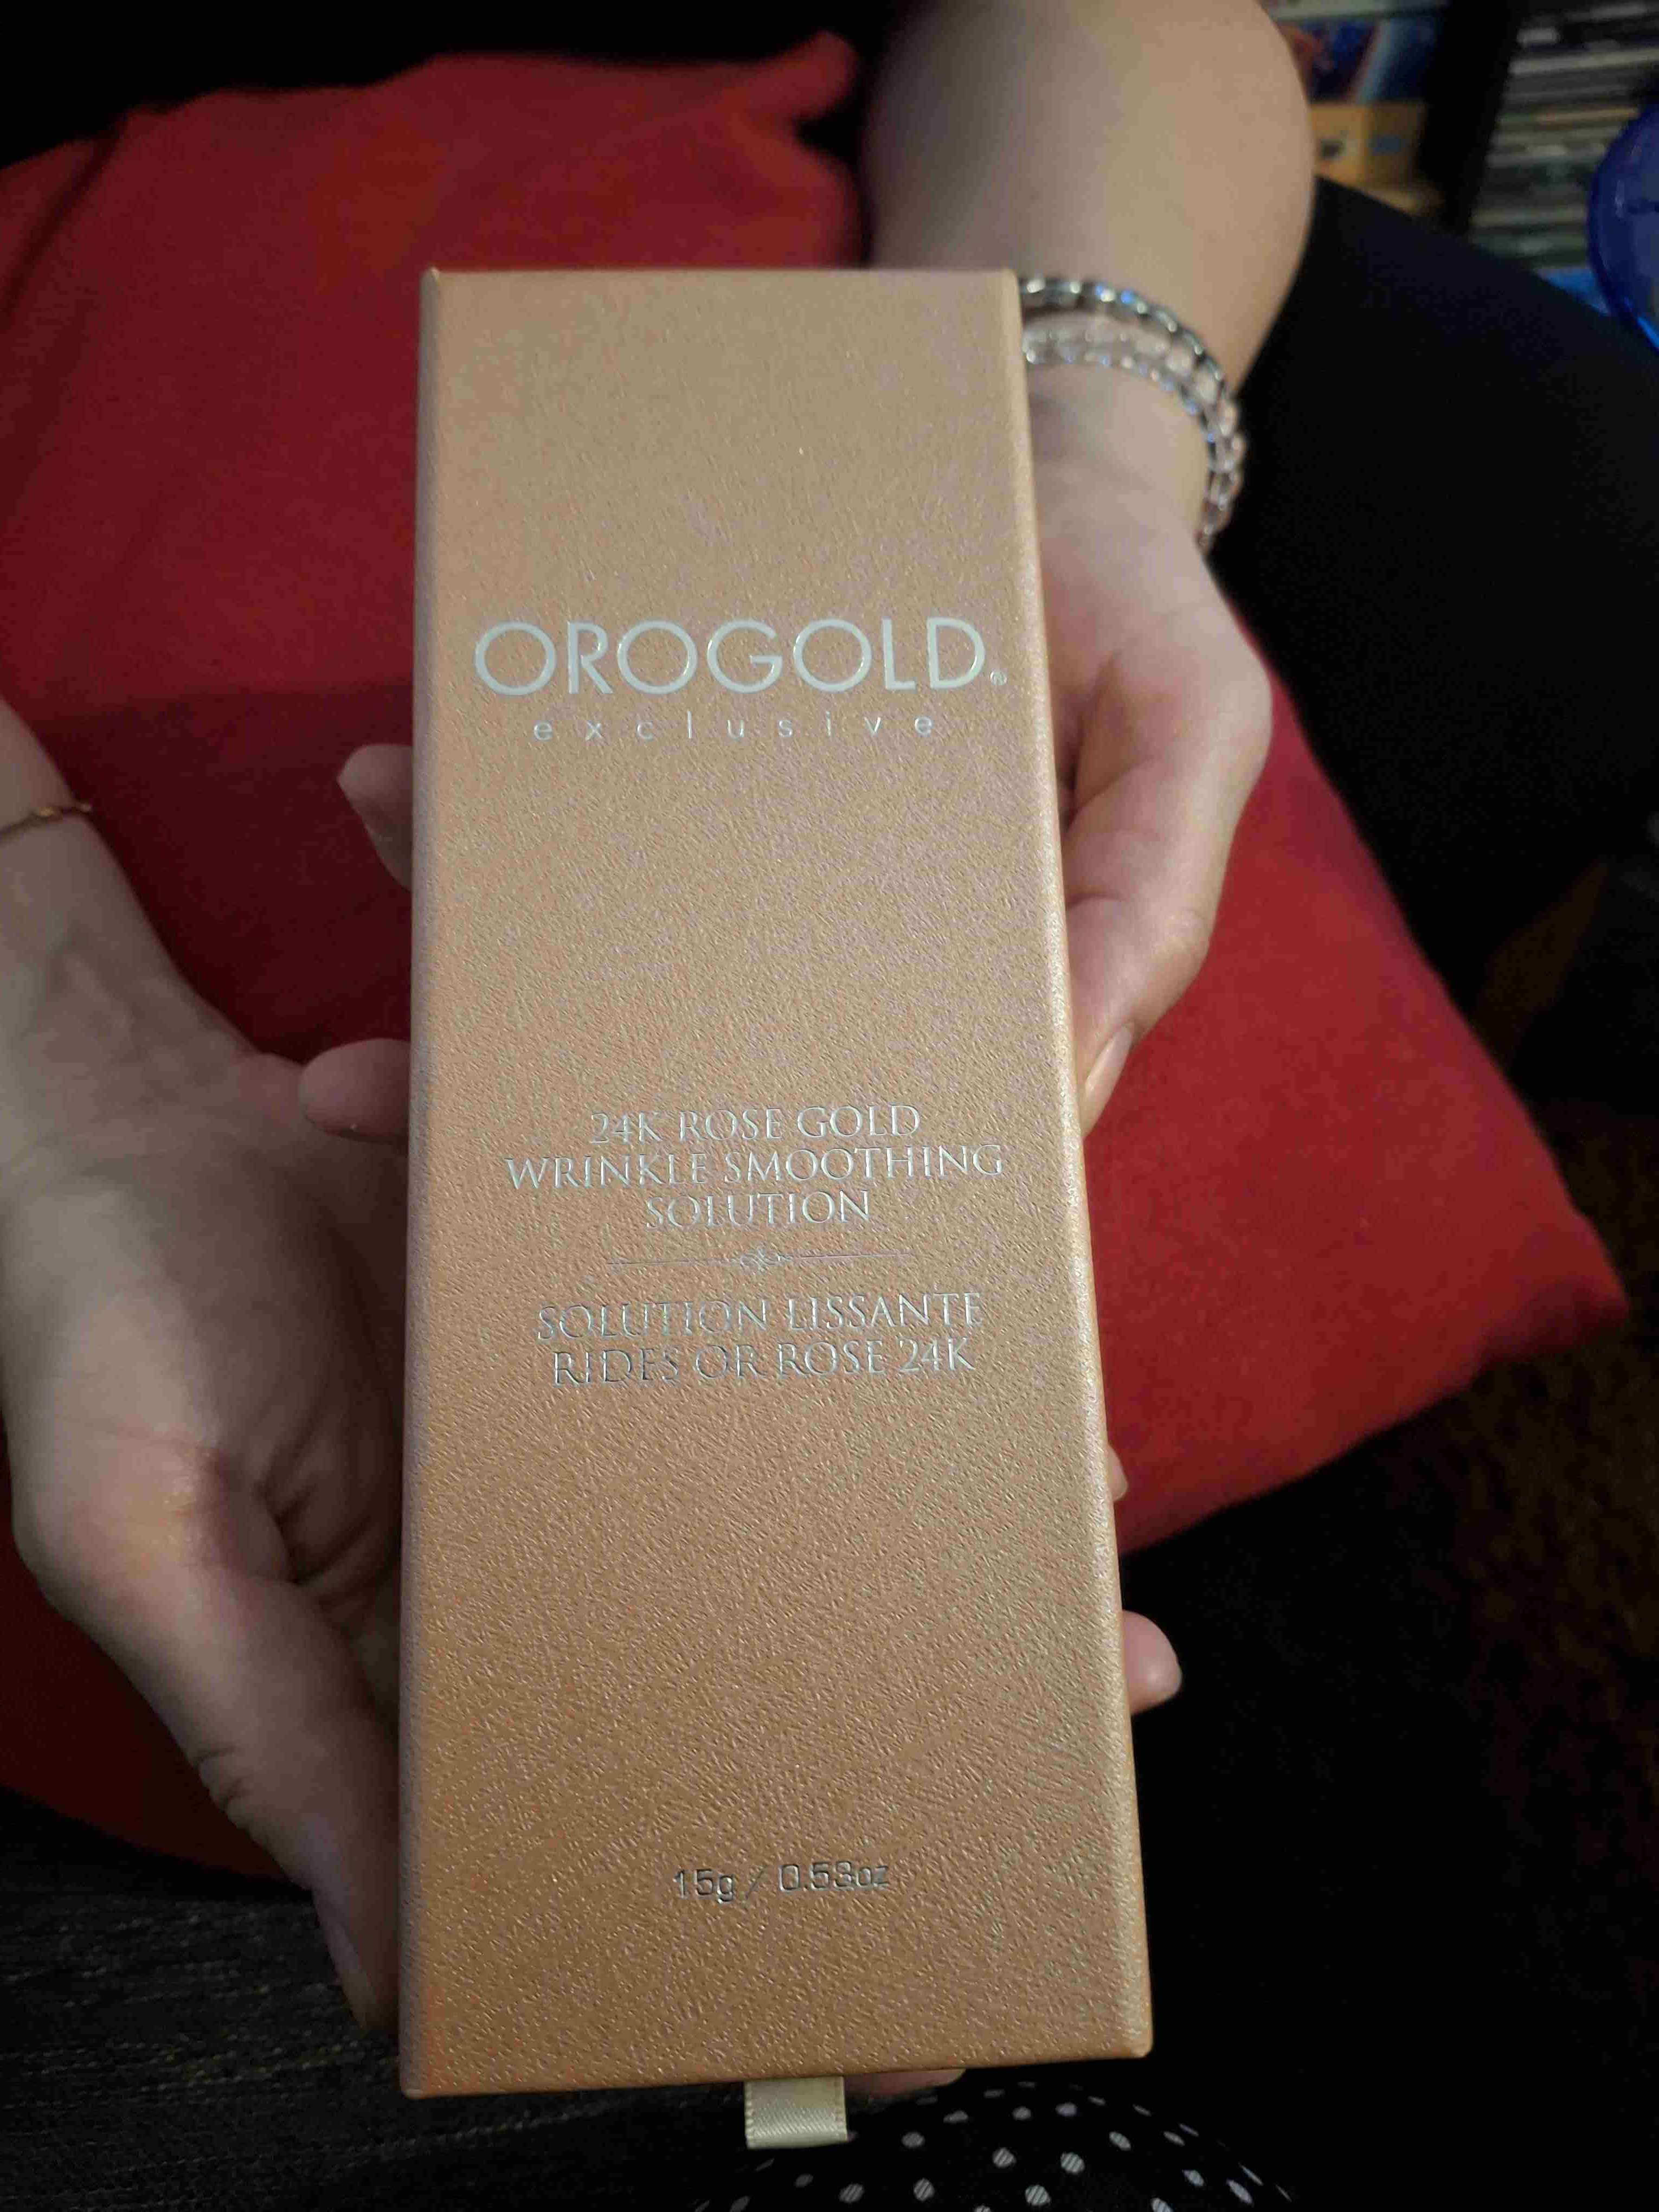 OROGOLD®
exclusive
24K ROSE GOLD
WRINKLE SMOOTHING
SOLUTION
SOLUTION LISSANTE
RIDES OR ROSE 24K
15g / 0.53oz